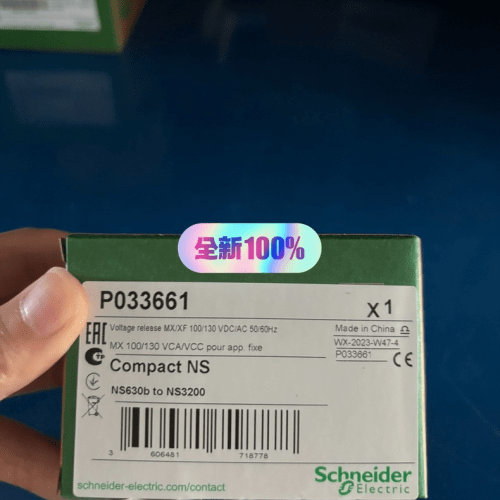 全新100%
P033661
X1
Voltage release MX/XF 100/130 VDC/AC 50/60Hz
MX 100/130 VCA/VCC pour app. fixe
Made in China
WX-2023-W47-4
P033661
EAC
CE
Compact NS
NS630b to NS3200
3 606481 718778
schneider-electric.com/contact
Schneider
Electric